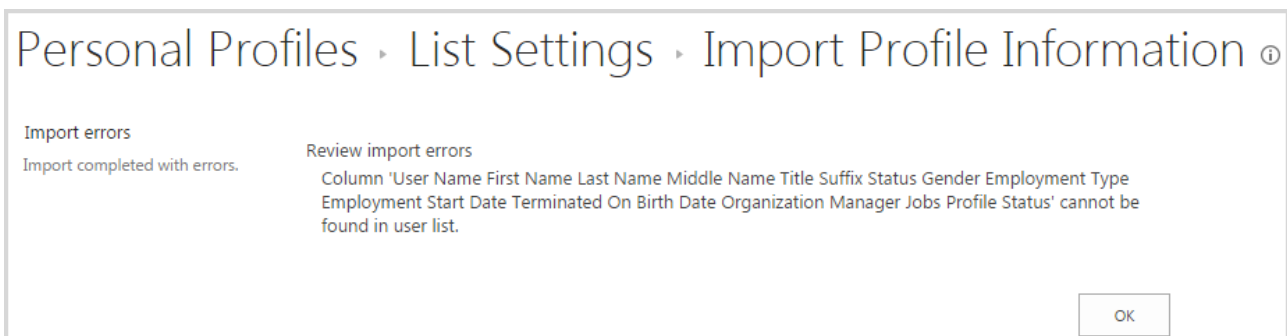 Personal Profiles ▸ List Settings ▸ Import Profile Information
Import errors
Import completed with errors.
Review import errors
Column 'User Name First Name Last Name Middle Name Title Suffix Status Gender Employment Type
Employment Start Date Terminated On Birth Date Organization Manager Jobs Profile Status' cannot be
found in user list.
OK